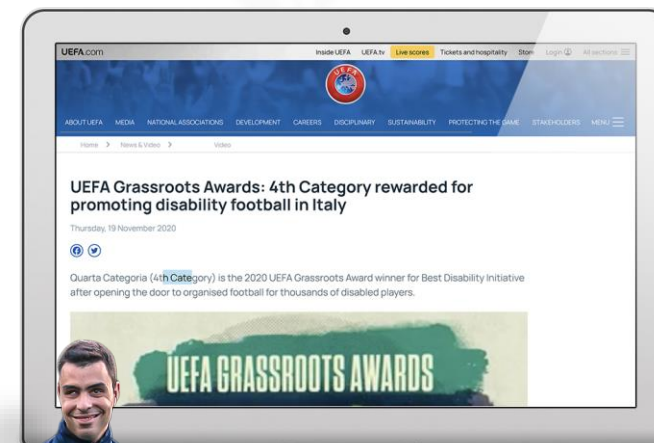 UEFA.com
Inside UEFA UEFA.tv Live scores Tickets and hospitality Store Login All sections
UEFA
ABOUT UEFA MEDIA NATIONAL ASSOCIATIONS DEVELOPMENT CAREERS DISCIPLINARY SUSTAINABILITY PROTECTING THE GAME STAKEHOLDERS MENU
Home > News & Video > Video
UEFA Grassroots Awards: 4th Category rewarded for
promoting disability football in Italy
Thursday, 19 November 2020
Quarta Categoria (4th Category) is the 2020 UEFA Grassroots Award winner for Best Disability Initiative
after opening the door to organised football for thousands of disabled players.
UEFA GRASSROOTS AWARDS